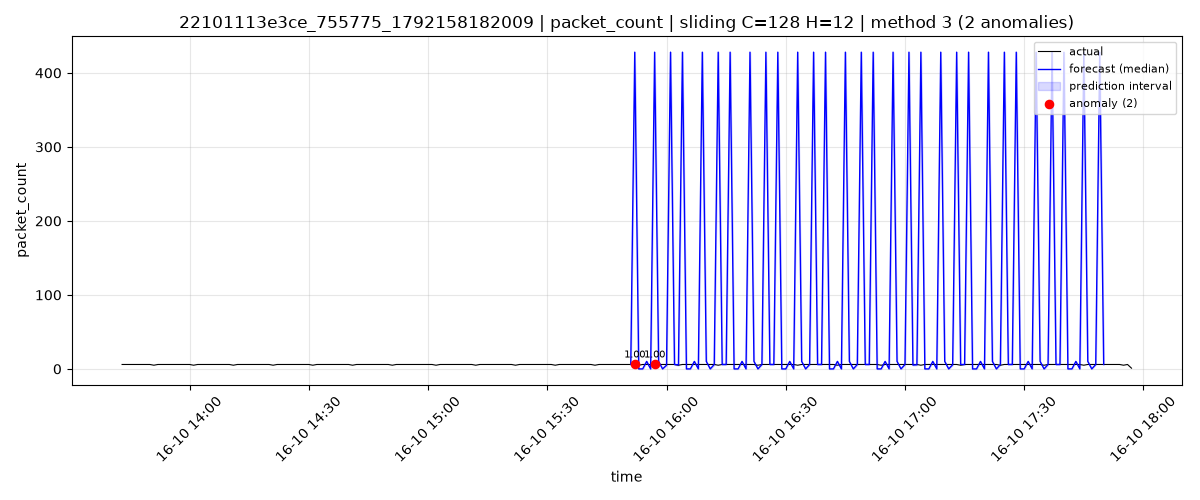 22101113e3ce_755775_1792158182009 | packet_count | sliding C=128 H=12 | method 3 (2 anomalies)
packet_count
400
300
200
100
0
actual
forecast (median)
prediction interval
anomaly (2)
1.00
1.00
16-10 14:00
16-10 14:30
16-10 15:00
16-10 15:30
16-10 16:00
16-10 16:30
16-10 17:00
16-10 17:30
16-10 18:00
time